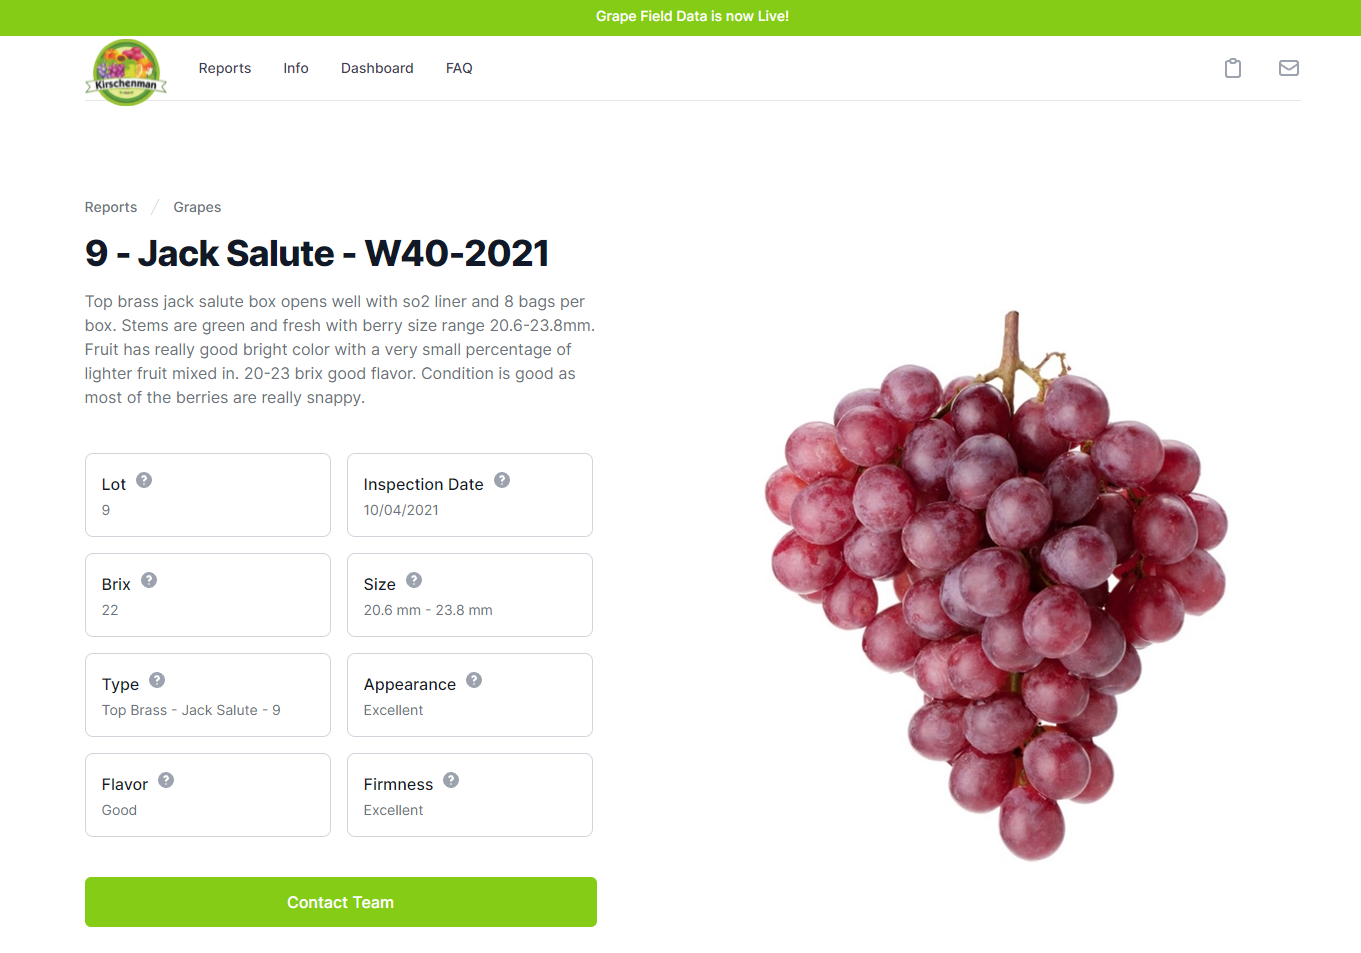 Grape Field Data is now Live!
Kirschenman
Reports Info Dashboard FAQ
Reports / Grapes
9 - Jack Salute - W40-2021
Top brass jack salute box opens well with so2 liner and 8 bags per
box. Stems are green and fresh with berry size range 20.6-23.8mm.
Fruit has really good bright color with a very small percentage of
lighter fruit mixed in. 20-23 brix good flavor. Condition is good as
most of the berries are really snappy.
Lot ?
9
Inspection Date ?
10/04/2021
Brix ?
22
Size ?
20.6 mm - 23.8 mm
Type ?
Top Brass - Jack Salute - 9
Appearance ?
Excellent
Flavor ?
Good
Firmness ?
Excellent
Contact Team